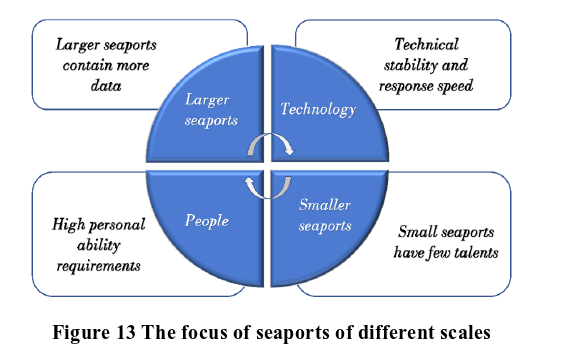 Larger seaports
contain more
data
Technical
stability and
response speed
Larger
seaports
Technology
People
Smaller
seaports
High personal
ability
requirements
Small seaports
have few talents
Figure 13 The focus of seaports of different scales